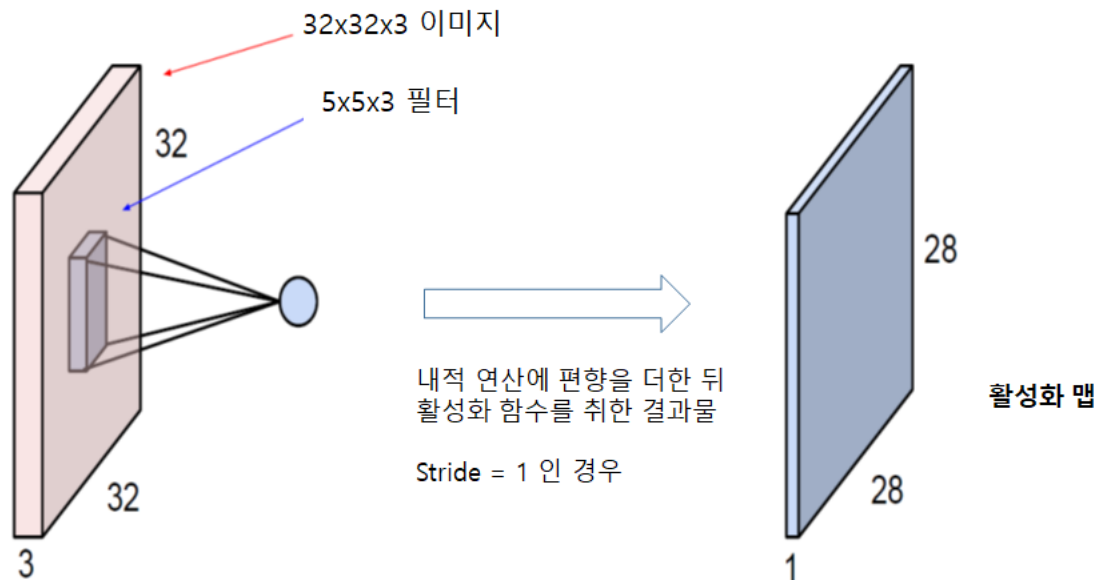 32x32x3 이미지
5x5x3 필터
32
32
3
내적 연산에 편향을 더한 뒤
활성화 함수를 취한 결과물
Stride = 1 인 경우
28
28
1
활성화 맵